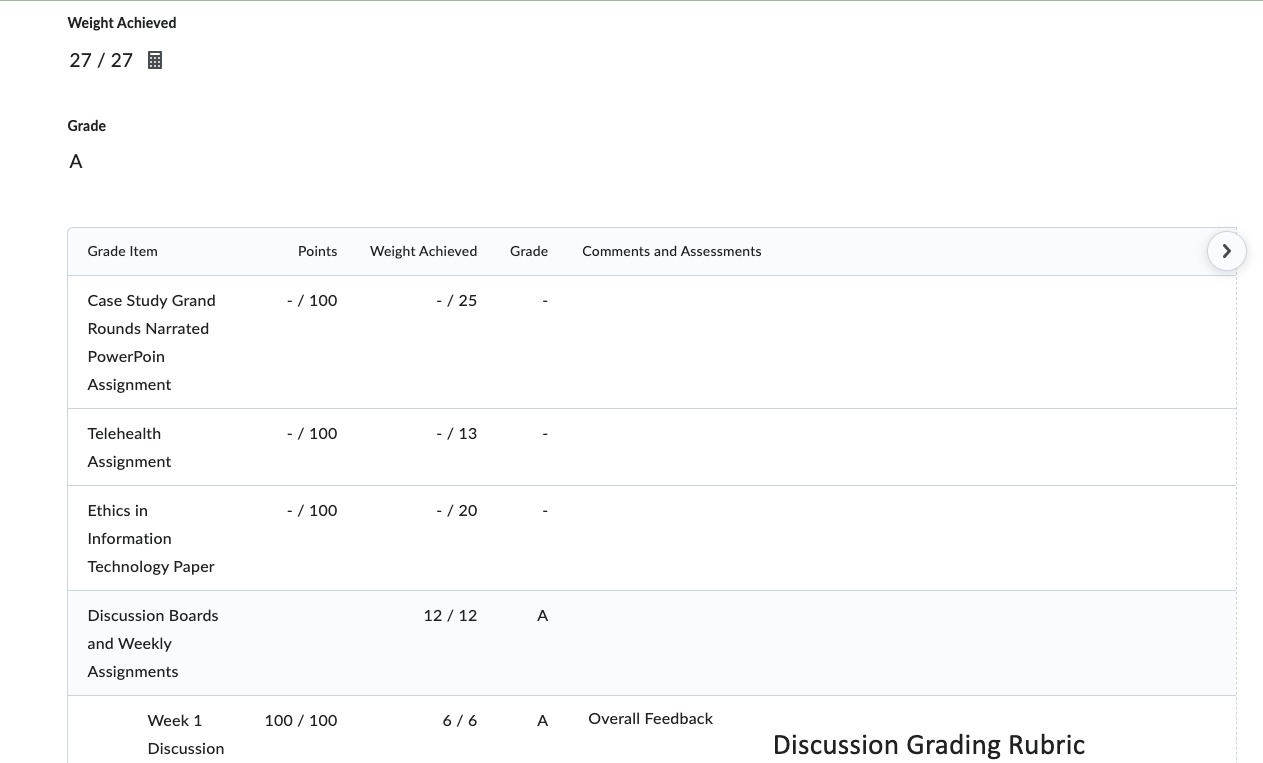 Weight Achieved
27 / 27
Grade
A
Grade Item Points Weight Achieved Grade Comments and Assessments
Case Study Grand - / 100 - / 25 -
Rounds Narrated
PowerPoin
Assignment
Telehealth - / 100 - / 13 -
Assignment
Ethics in - / 100 - / 20 -
Information
Technology Paper
Discussion Boards 12 / 12 A
and Weekly
Assignments
Week 1 100 / 100 6 / 6 A Overall Feedback
Discussion
Discussion Grading Rubric